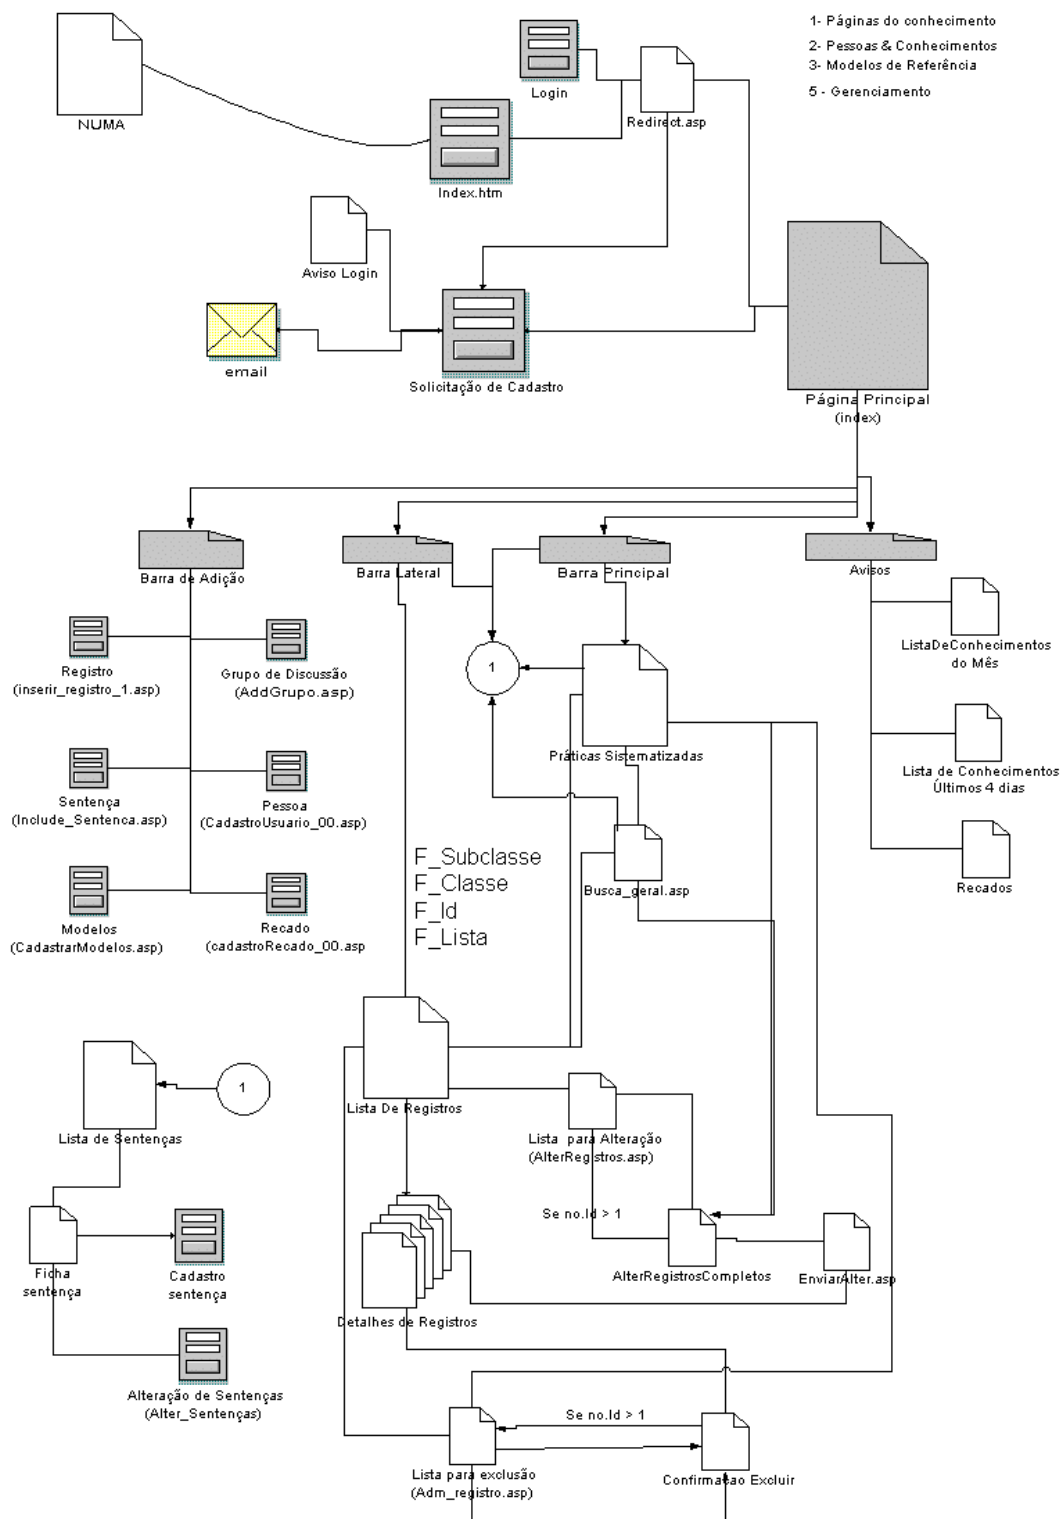 1- Páginas do conhecimento
2- Pessoas & Conhecimentos
3- Modelos de Referência
5 - Gerenciamento
NUMA
Login
Redirect.asp
Index.htm
Aviso Login
email
Solicitação de Cadastro
Página Principal
(index)
Barra de Adição
Barra Lateral
Barra Principal
Avisos
Registro
(inserir_registro_1.asp)
Grupo de Discussão
(AddGrupo.asp)
1
ListaDeConhecimentos
do Mês
Práticas Sistematizadas
Sentença
(Include_Sentenca.asp)
Pessoa
(CadastroUsuario_00.asp)
Lista de Conhecimentos
Últimos 4 dias
F_Subclasse
F_Classe
F_Id
F_Lista
Busca_geral.asp
Recados
Modelos
(CadastrarModelos.asp)
Recado
(cadastroRecado_00.asp
1
Lista de Sentenças
Lista De Registros
Lista para Alteração
(AlterRegistros.asp)
Se no.Id > 1
AlterRegistrosCompletos
EnviarAlter.asp
Ficha
sentença
Cadastro
sentença
Detalhes de Registros
Alteração de Sentenças
(Alter_Sentenças)
Se no.Id > 1
Lista para exclusão
(Adm_registro.asp)
Confirmacao Excluir